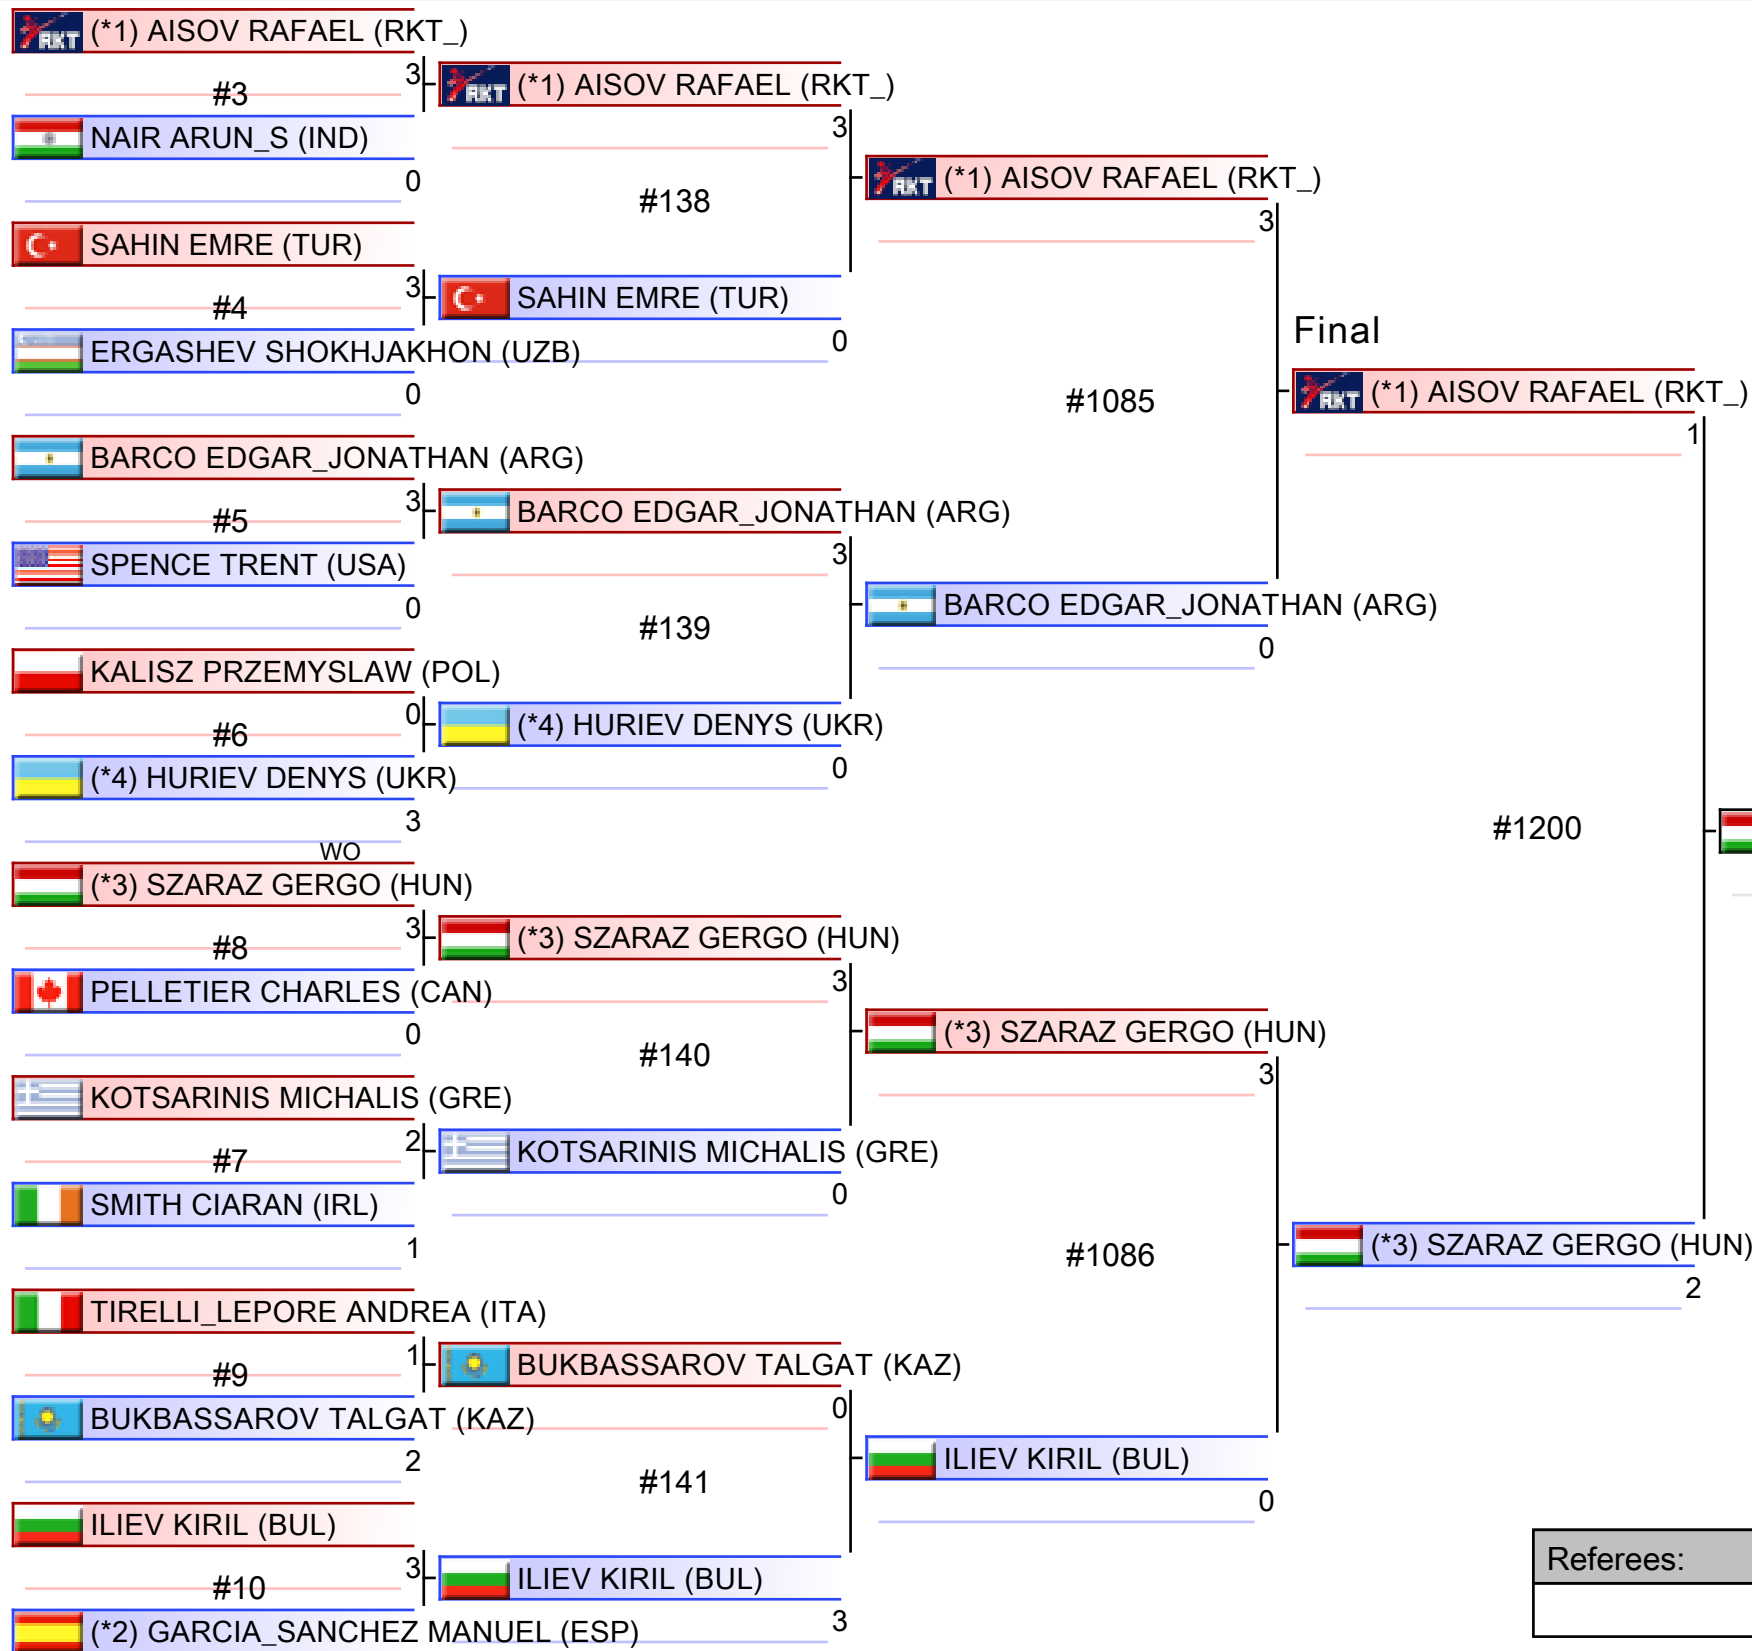 RKT (*1) AISOV RAFAEL (RKT_)
3
#3
NAIR ARUN_S (IND)
0
SAHIN EMRE (TUR)
3
#4
ERGASHEV SHOKHJAKHON (UZB)
0
BARCO EDGAR_JONATHAN (ARG)
3
#5
SPENCE TRENT (USA)
0
KALISZ PRZEMYSLAW (POL)
0
#6
(*4) HURIEV DENYS (UKR)
3
WO
(*3) SZARAZ GERGO (HUN)
3
#8
PELLETIER CHARLES (CAN)
0
KOTSARINIS MICHALIS (GRE)
2
#7
SMITH CIARAN (IRL)
1
TIRELLI_LEPORE ANDREA (ITA)
1
#9
BUKBASSAROV TALGAT (KAZ)
2
ILIEV KIRIL (BUL)
3
#10
(*2) GARCIA_SANCHEZ MANUEL (ESP)
RKT (*1) AISOV RAFAEL (RKT_)
3
#138
SAHIN EMRE (TUR)
0
BARCO EDGAR_JONATHAN (ARG)
3
#139
(*4) HURIEV DENYS (UKR)
0
(*3) SZARAZ GERGO (HUN)
3
#140
KOTSARINIS MICHALIS (GRE)
0
BUKBASSAROV TALGAT (KAZ)
0
#141
ILIEV KIRIL (BUL)
3
RKT (*1) AISOV RAFAEL (RKT_)
3
#1085
BARCO EDGAR_JONATHAN (ARG)
0
(*3) SZARAZ GERGO (HUN)
3
#1086
ILIEV KIRIL (BUL)
0
Final
RKT (*1) AISOV RAFAEL (RKT_)
1
#1200
(*3) SZARAZ GERGO (HUN)
2
Referees: